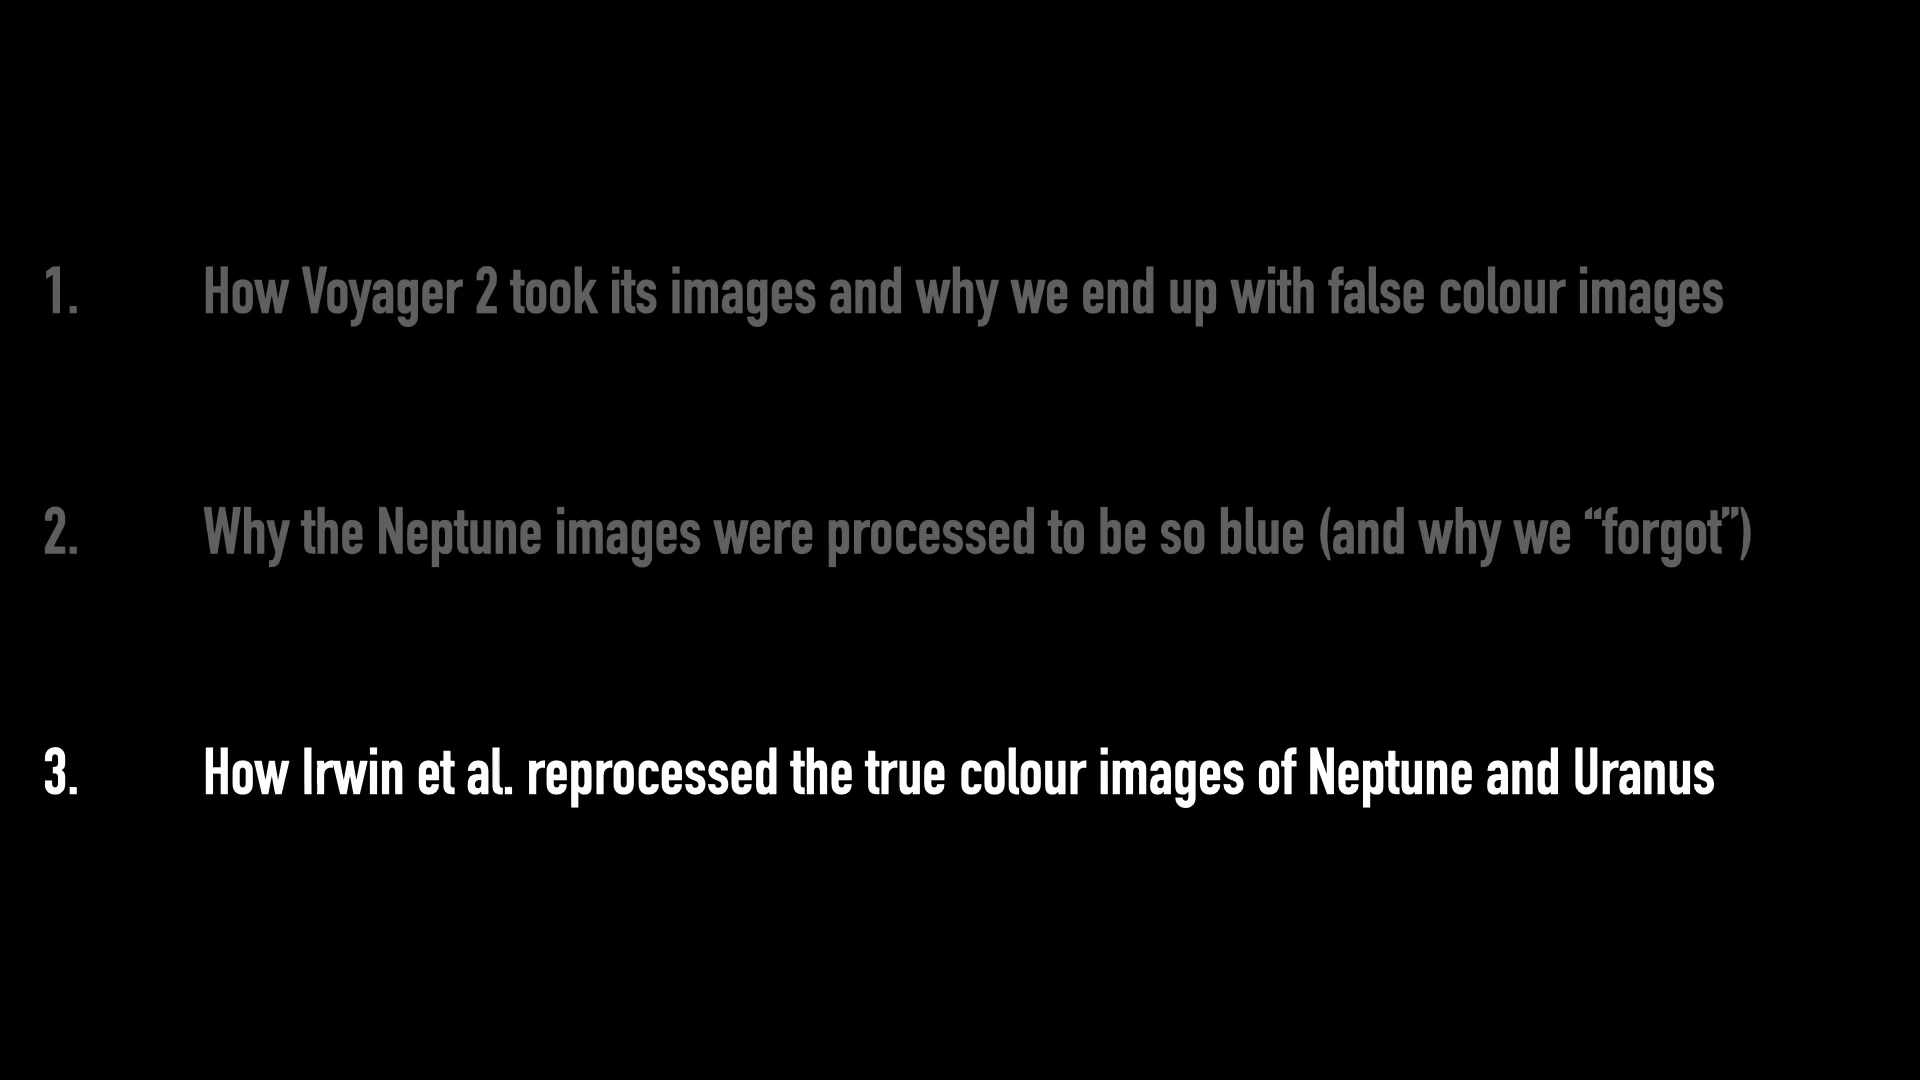 1. How Voyager 2 took its images and why we end up with false colour images
2. Why the Neptune images were processed to be so blue (and why we “forgot”)
3. How Irwin et al. reprocessed the true colour images of Neptune and Uranus